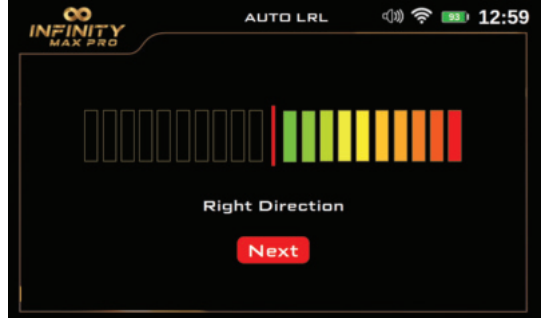 INFINITY
MAX PRO
AUTO LRL
93
12:59
Right Direction
Next